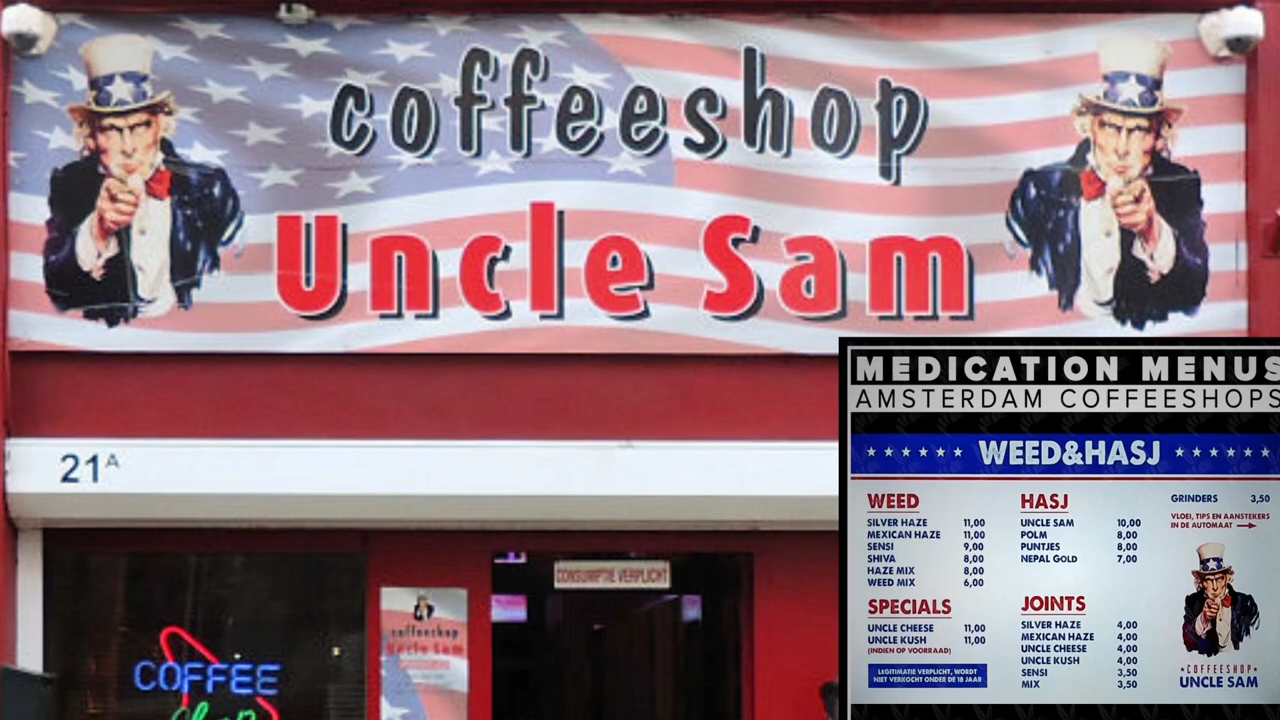 coffeeshop
Uncle Sam
21A
CONSUMPTIE VERPLICHT
coffeeshop
Uncle Sam
COFFEE
Shop
MEDICATION MENUS
AMSTERDAM COFFEESHOPS
WEED&HASJ
WEED
SILVER HAZE 11,00
MEXICAN HAZE 11,00
SENSI 9,00
SHIVA 8,00
HAZE MIX 8,00
WEED MIX 6,00
SPECIALS
UNCLE CHEESE 11,00
UNCLE KUSH 11,00
(INDIEN OP VOORRAAD)
LEGITIMATIE VERPLICHT, WORDT
NIET VERKOCHT ONDER DE 18 JAAR
HASJ
UNCLE SAM 10,00
POLM 8,00
PUNTJES 8,00
NEPAL GOLD 7,00
JOINTS
SILVER HAZE 4,00
MEXICAN HAZE 4,00
UNCLE CHEESE 4,00
UNCLE KUSH 4,00
SENSI 3,50
MIX 3,50
GRINDERS 3,50
VLOEI, TIPS EN AANSTEKERS
IN DE AUTOMAAT
COFFEESHOP
UNCLE SAM